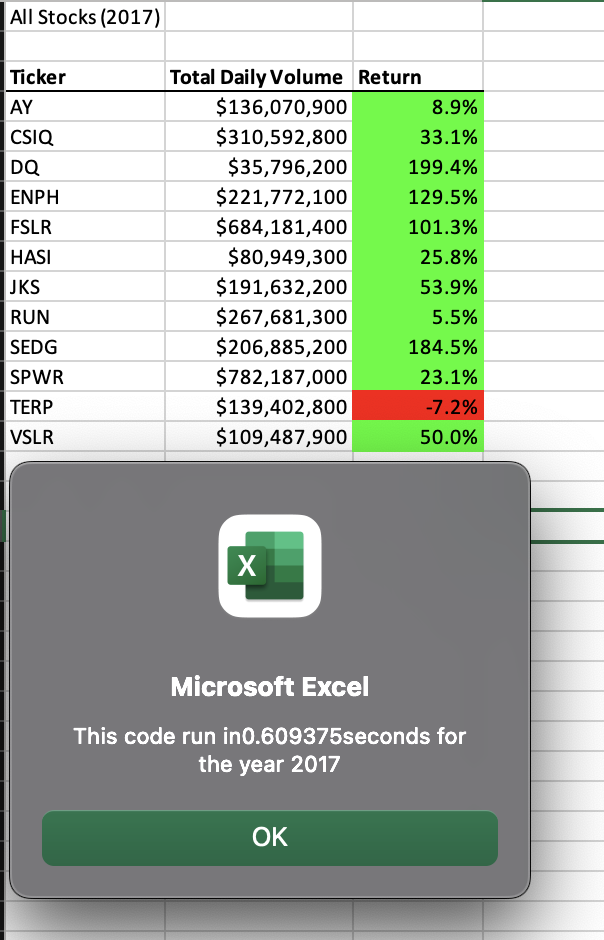 All Stocks (2017)
Ticker Total Daily Volume Return
AY $136,070,900 8.9%
CSIQ $310,592,800 33.1%
DQ $35,796,200 199.4%
ENPH $221,772,100 129.5%
FSLR $684,181,400 101.3%
HASI $80,949,300 25.8%
JKS $191,632,200 53.9%
RUN $267,681,300 5.5%
SEDG $206,885,200 184.5%
SPWR $782,187,000 23.1%
TERP $139,402,800 -7.2%
VSLR $109,487,900 50.0%
X
Microsoft Excel
This code run in0.609375seconds for
the year 2017
OK